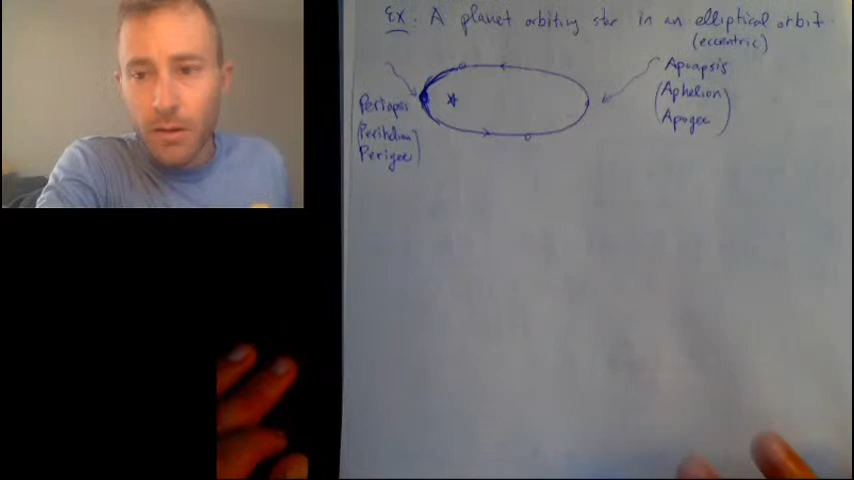 Ex: A planet orbiting star in an elliptical orbit
(eccentric)
Apoapsis
(Aphelion
Apogee)
Periapsis
(Perihelion
Perigee)